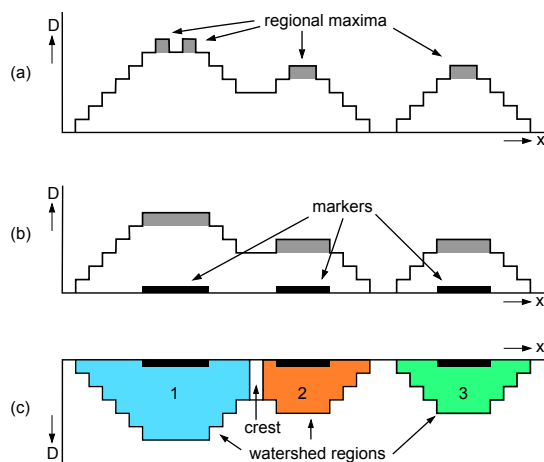 D
regional maxima
(a)
x
D
markers
(b)
x
x
1
2
3
(c)
crest
D
watershed regions